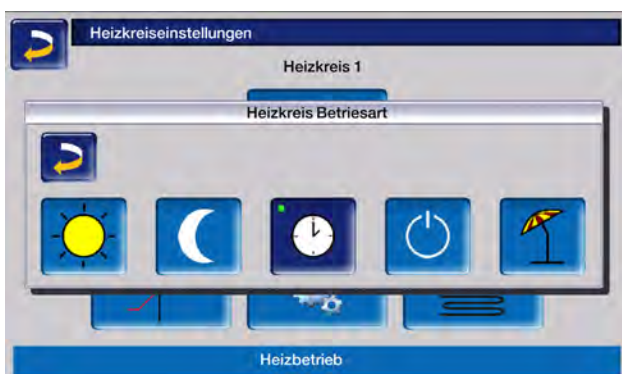 Heizkreiseinstellungen
Heizkreis 1
Heizkreis Betriesart
Heizbetrieb